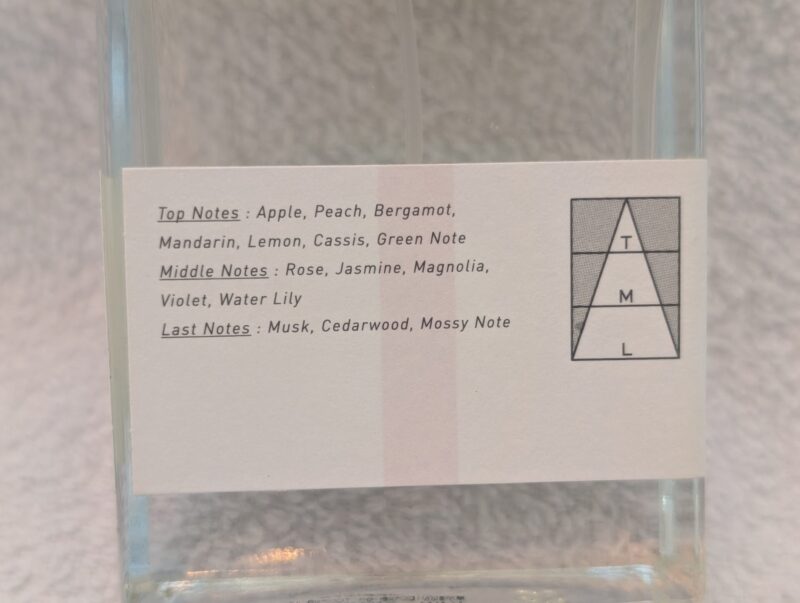 Top Notes : Apple, Peach, Bergamot,
Mandarin, Lemon, Cassis, Green Note
Middle Notes : Rose, Jasmine, Magnolia,
Violet, Water Lily
Last Notes : Musk, Cedarwood, Mossy Note
T
M
L